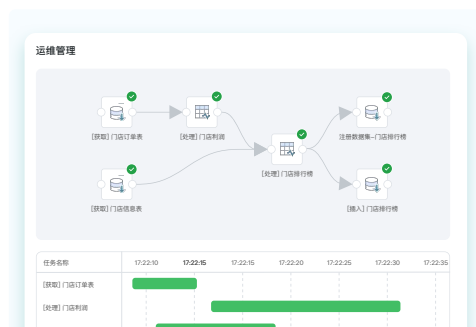 运维管理
[获取] 门店订单表
[处理] 门店利润
注册数据集-门店排行榜
[处理] 门店排行榜
[获取] 门店信息表
[插入] 门店排行榜
任务名称 17:22:10 17:22:15 17:22:15 17:22:20 17:22:25 17:22:30 17:22:35
[获取] 门店订单表
[处理] 门店利润